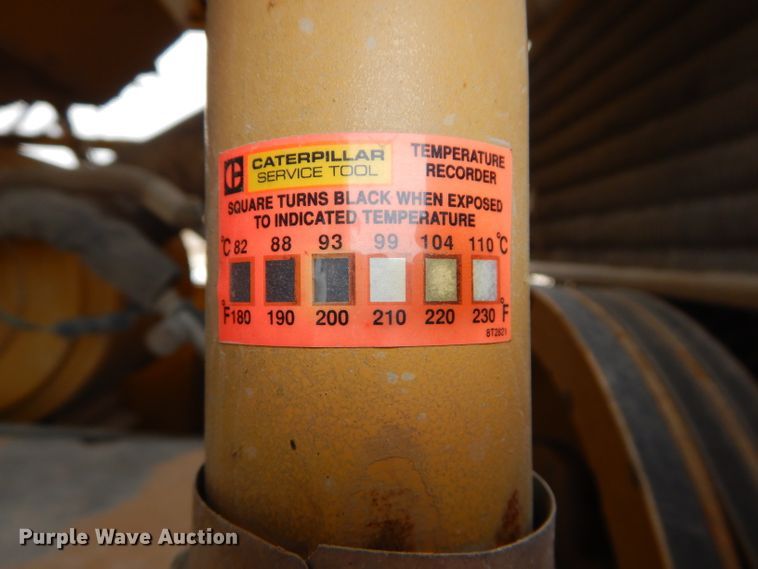 CATERPILLAR
SERVICE TOOL
TEMPERATURE
RECORDER
SQUARE TURNS BLACK WHEN EXPOSED
TO INDICATED TEMPERATURE
°C 82 88 93 99 104 110 °C
°F 180 190 200 210 220 230 °F
8T2821
Purple Wave Auction